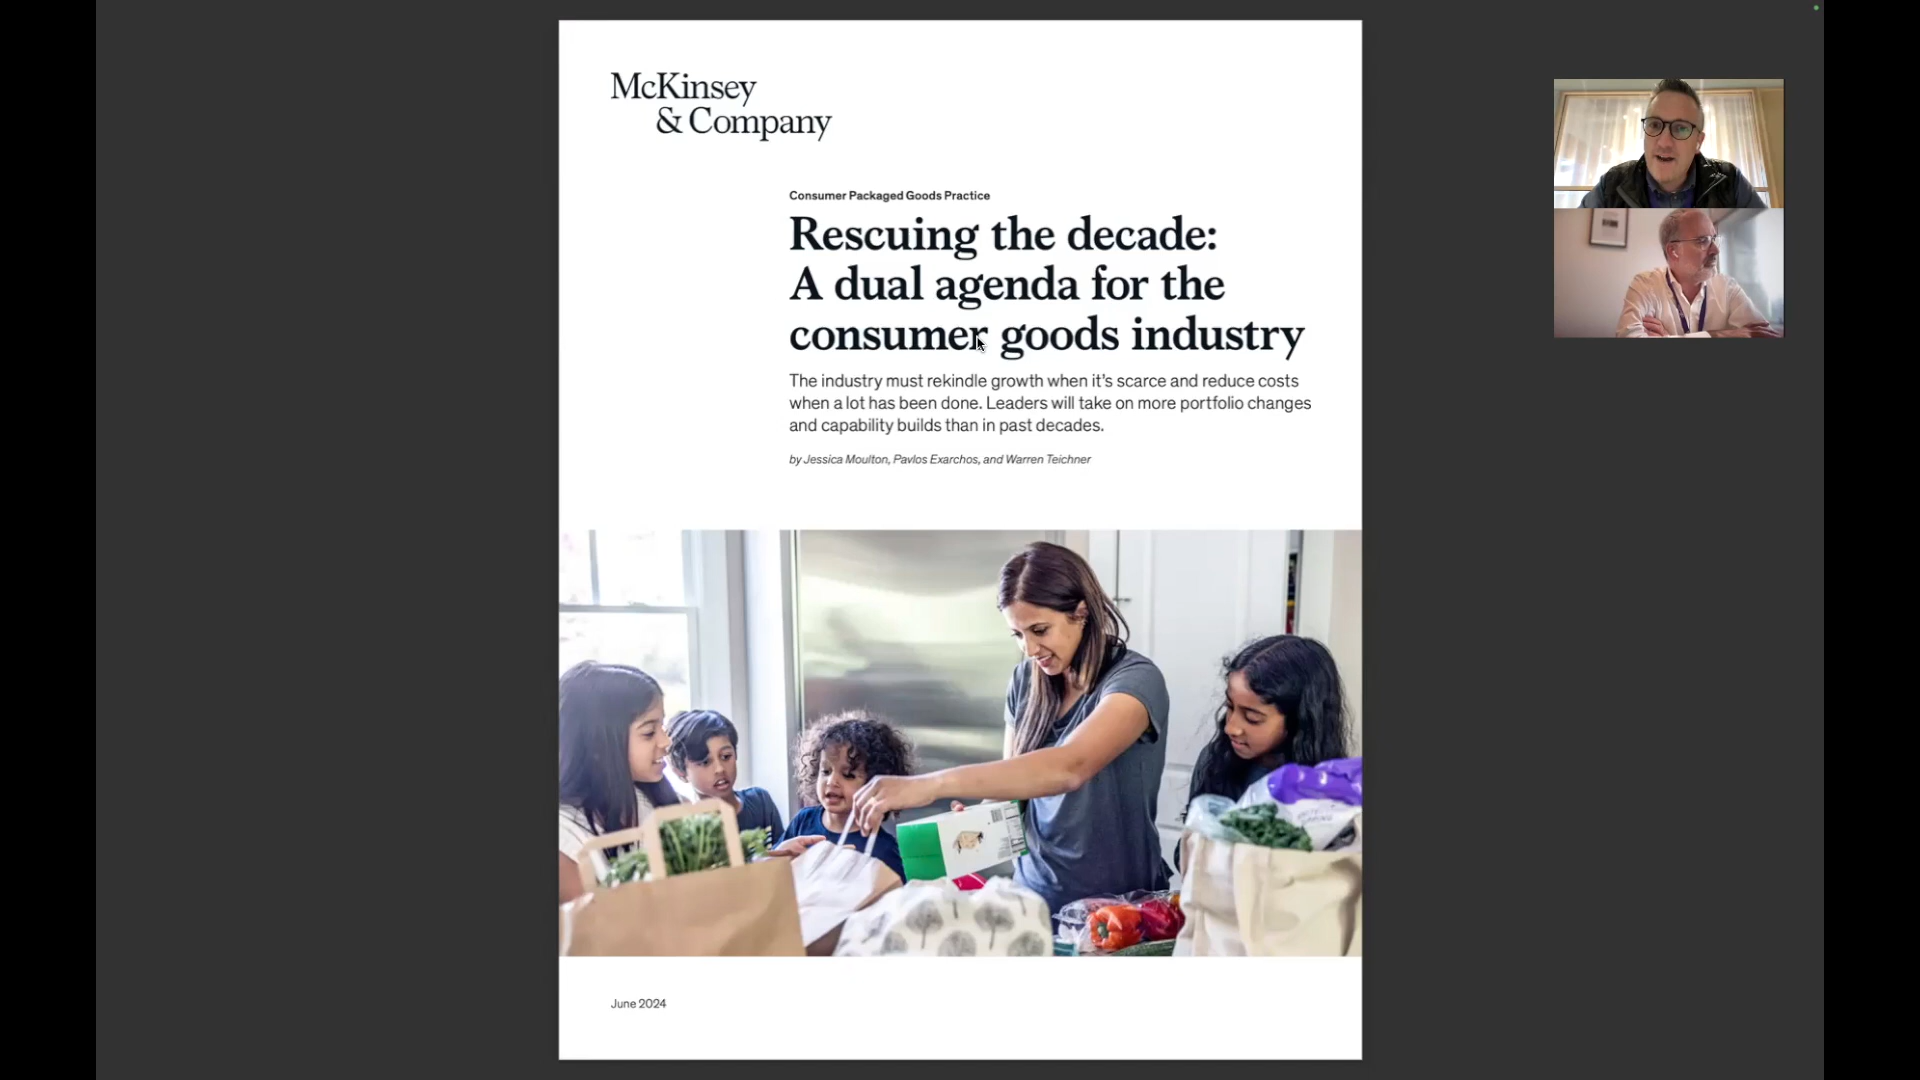 McKinsey
& Company
Consumer Packaged Goods Practice
Rescuing the decade:
A dual agenda for the
consumer goods industry
The industry must rekindle growth when it's scarce and reduce costs
when a lot has been done. Leaders will take on more portfolio changes
and capability builds than in past decades.
by Jessica Moulton, Pavlos Exarchos, and Warren Teichner
June 2024